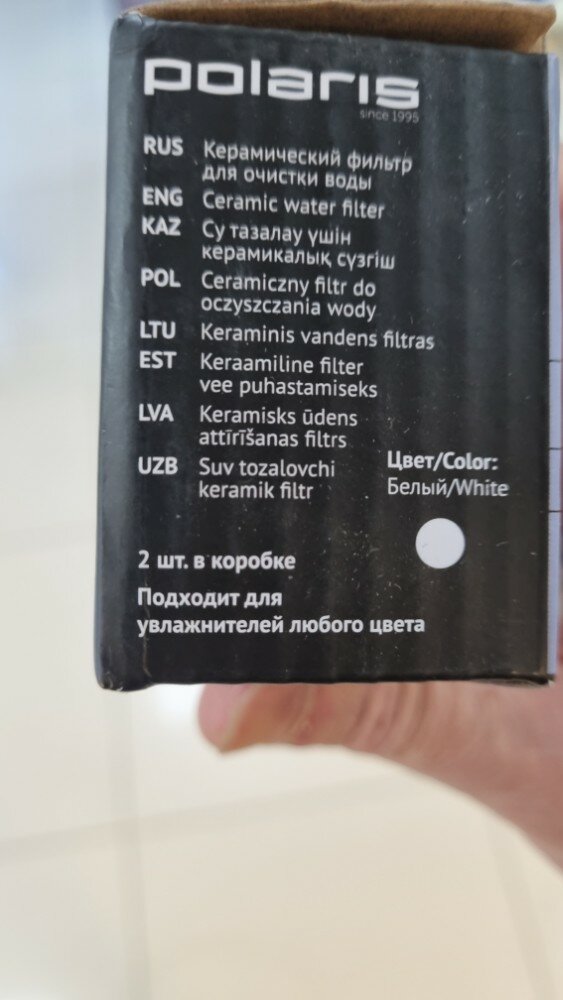 polaris
since 1995
RUS Керамический фильтр
для очистки воды
ENG Ceramic water filter
KAZ Су тазалау үшін
керамикалық сүзгіш
POL Ceramiczny filtr do
oczyszczania wody
LTU Keraminis vandens filtras
EST Keraamiline filter
vee puhastamiseks
LVA Keramisks ūdens
attīrīšanas filtrs
UZB Suv tozalovchi
keramik filtr
Цвет/Color:
Белый/White
2 шт. в коробке
Подходит для
увлажнителей любого цвета